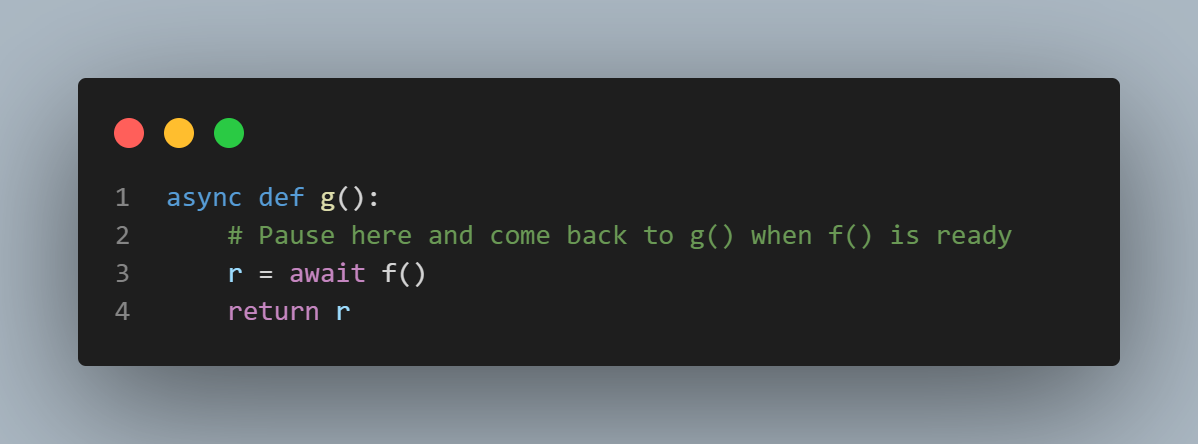 1 async def g():
2     # Pause here and come back to g() when f() is ready
3     r = await f()
4     return r